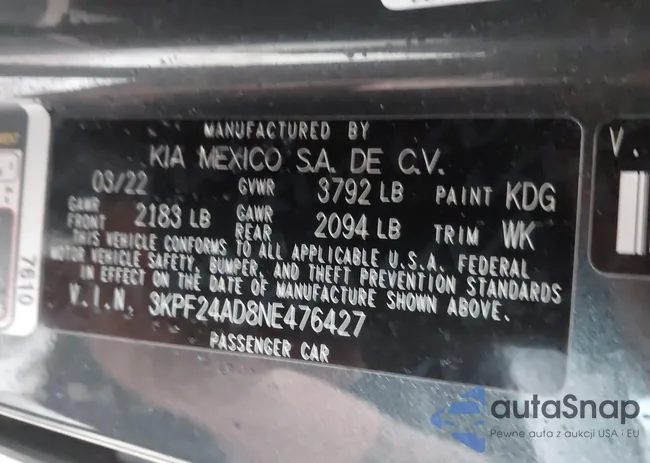 MANUFACTURED BY
KIA MEXICO S.A. DE C.V.
03/22 GVWR 3792 LB PAINT KDG
GAWR FRONT 2183 LB GAWR REAR 2094 LB TRIM WK
THIS VEHICLE CONFORMS TO ALL APPLICABLE U.S.A. FEDERAL
MOTOR VEHICLE SAFETY, BUMPER, AND THEFT PREVENTION STANDARDS
IN EFFECT ON THE DATE OF MANUFACTURE SHOWN ABOVE.
V.I.N. 3KPF24AD8NE476427
PASSENGER CAR
7610
V.
autaSnap
Pewne auta z aukcji USA i EU